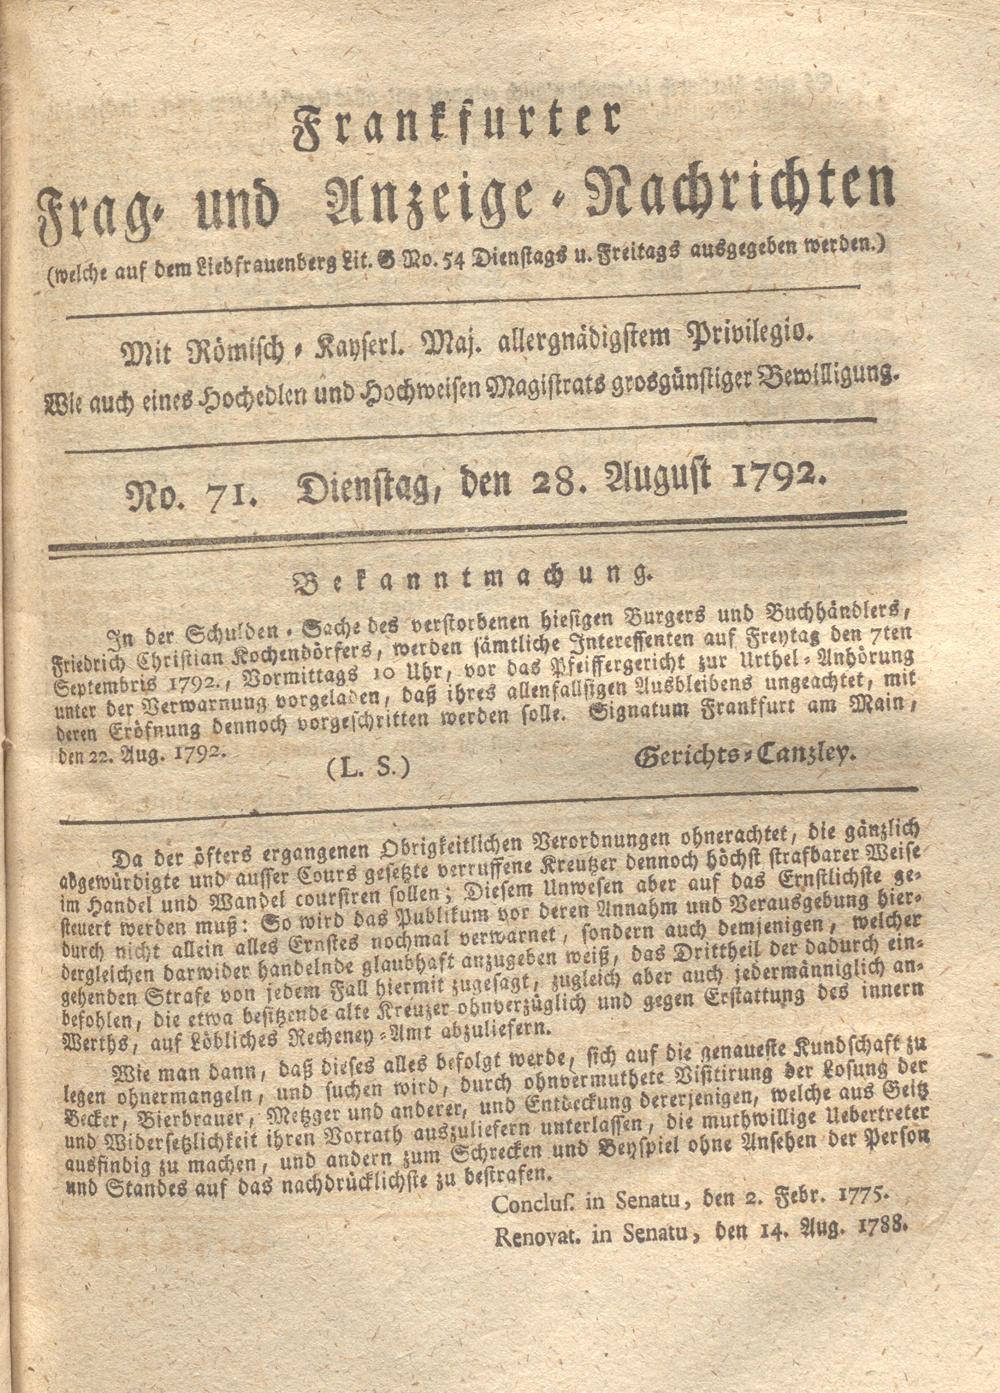 Frankfurter
Frag- und Anzeige-Nachrichten
(welche auf dem Liebfrauenberg Lit. G No. 54 Dienstags u. Freitags ausgegeben werden.)
Mit Römisch-Kayserl. Maj. allergnädigstem Privilegio.
Wie auch eines Hochedlen und Hochweisen Magistrats grosgünstiger Bewilligung.
No. 71. Dienstag, den 28. August 1792.
Bekanntmachung.
In der Schulden-Sache des verstorbenen hiesigen Burgers und Buchhändlers,
Friedrich Christian Kochendörfers, werden sämtliche Interessenten auf Freytag den 7ten
Septembris 1792., Vormittags 10 Uhr, vor das Pfeiffergericht zur Urthel-Anhörung
unter der Verwarnung vorgeladen, daß ihres allenfallsigen Ausbleibens ungeachtet, mit
deren Eröfnung dennoch vorgeschritten werden solle. Signatum Frankfurt am Main,
den 22. Aug. 1792.
(L. S.) Gerichts-Canzley.
Da der öfters ergangenen Obrigkeitlichen Verordnungen ohnerachtet, die gänzlich
abgewürdigte und ausser Cours gesetzte verruffene Kreutzer dennoch höchst strafbarer Weise
im Handel und Wandel coursiren sollen; Diesem Unwesen aber auf das Ernstlichste ge-
steuert werden muß: So wird das Publikum vor deren Annahm und Verausgebung hier-
durch nicht allein alles Ernstes nochmal verwarnet, sondern auch demjenigen, welcher
dergleichen darwider handelnde glaubhaft anzugeben weiß, das Drittheil der dadurch ein-
gehenden Strafe von jedem Fall hiermit zugesagt, zugleich aber auch jedermänniglich an-
befohlen, die etwa besitzende alte Kreuzer ohnverzüglich und gegen Erstattung des innern
Werths, auf Löbliches Recheney-Amt abzuliefern.
Wie man dann, daß dieses alles befolgt werde, sich auf die genaueste Kundschaft zu
legen ohnermangeln, und suchen wird, durch ohnvermuthete Visitirung der Losung der
Becker, Bierbrauer, Metzger und anderer, und Entdeckung dererjenigen, welche aus Geitz
und Widersetzlichkeit ihren Vorrath auszuliefern unterlassen, die muthwillige Uebertreter
ausfindig zu machen, und andern zum Schrecken und Beyspiel ohne Ansehen der Person
und Standes auf das nachdrücklichste zu bestrafen.
Conclus. in Senatu, den 2. Febr. 1775.
Renovat. in Senatu, den 14. Aug. 1788.